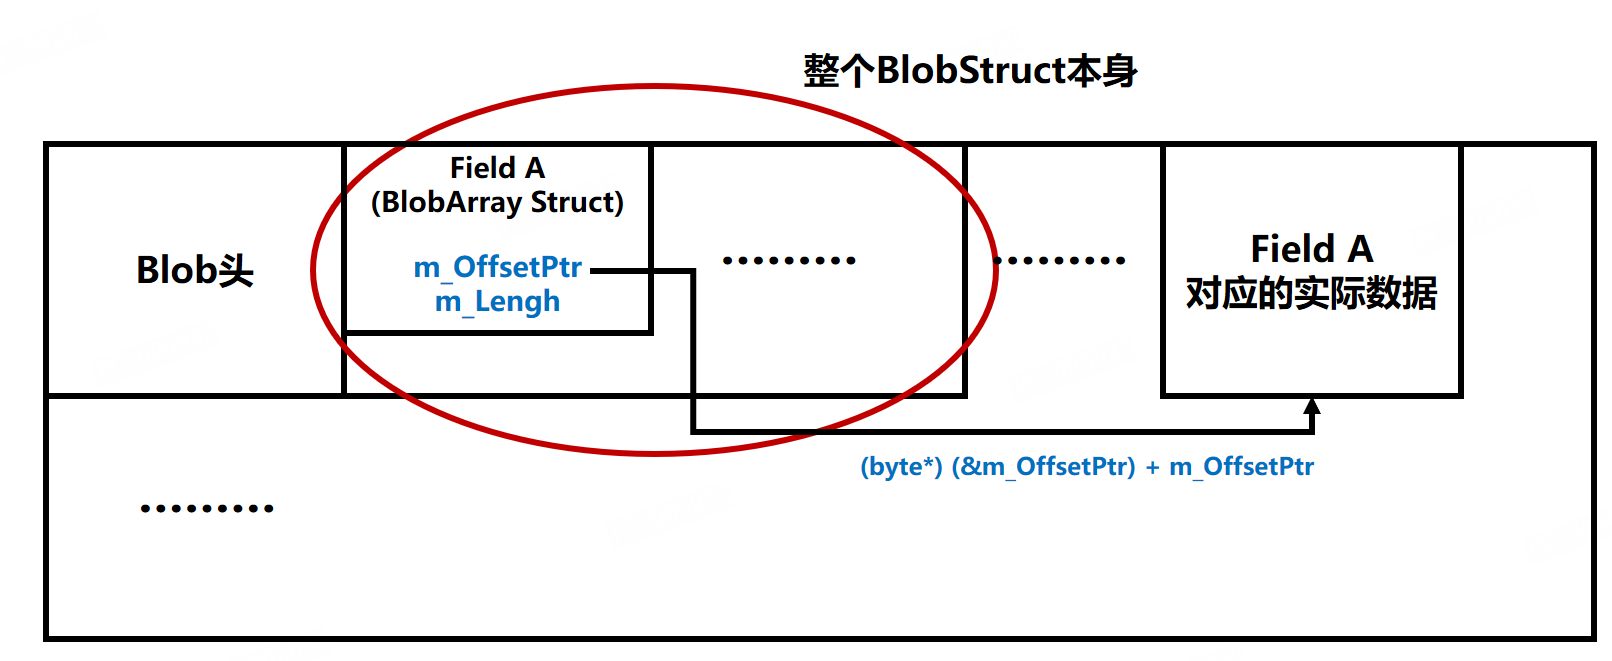 整个BlobStruct本身
Field A
(BlobArray Struct)
m_OffsetPtr
m_Lengh
Blob头
………
………
Field A
对应的实际数据
(byte*) (&m_OffsetPtr) + m_OffsetPtr
………